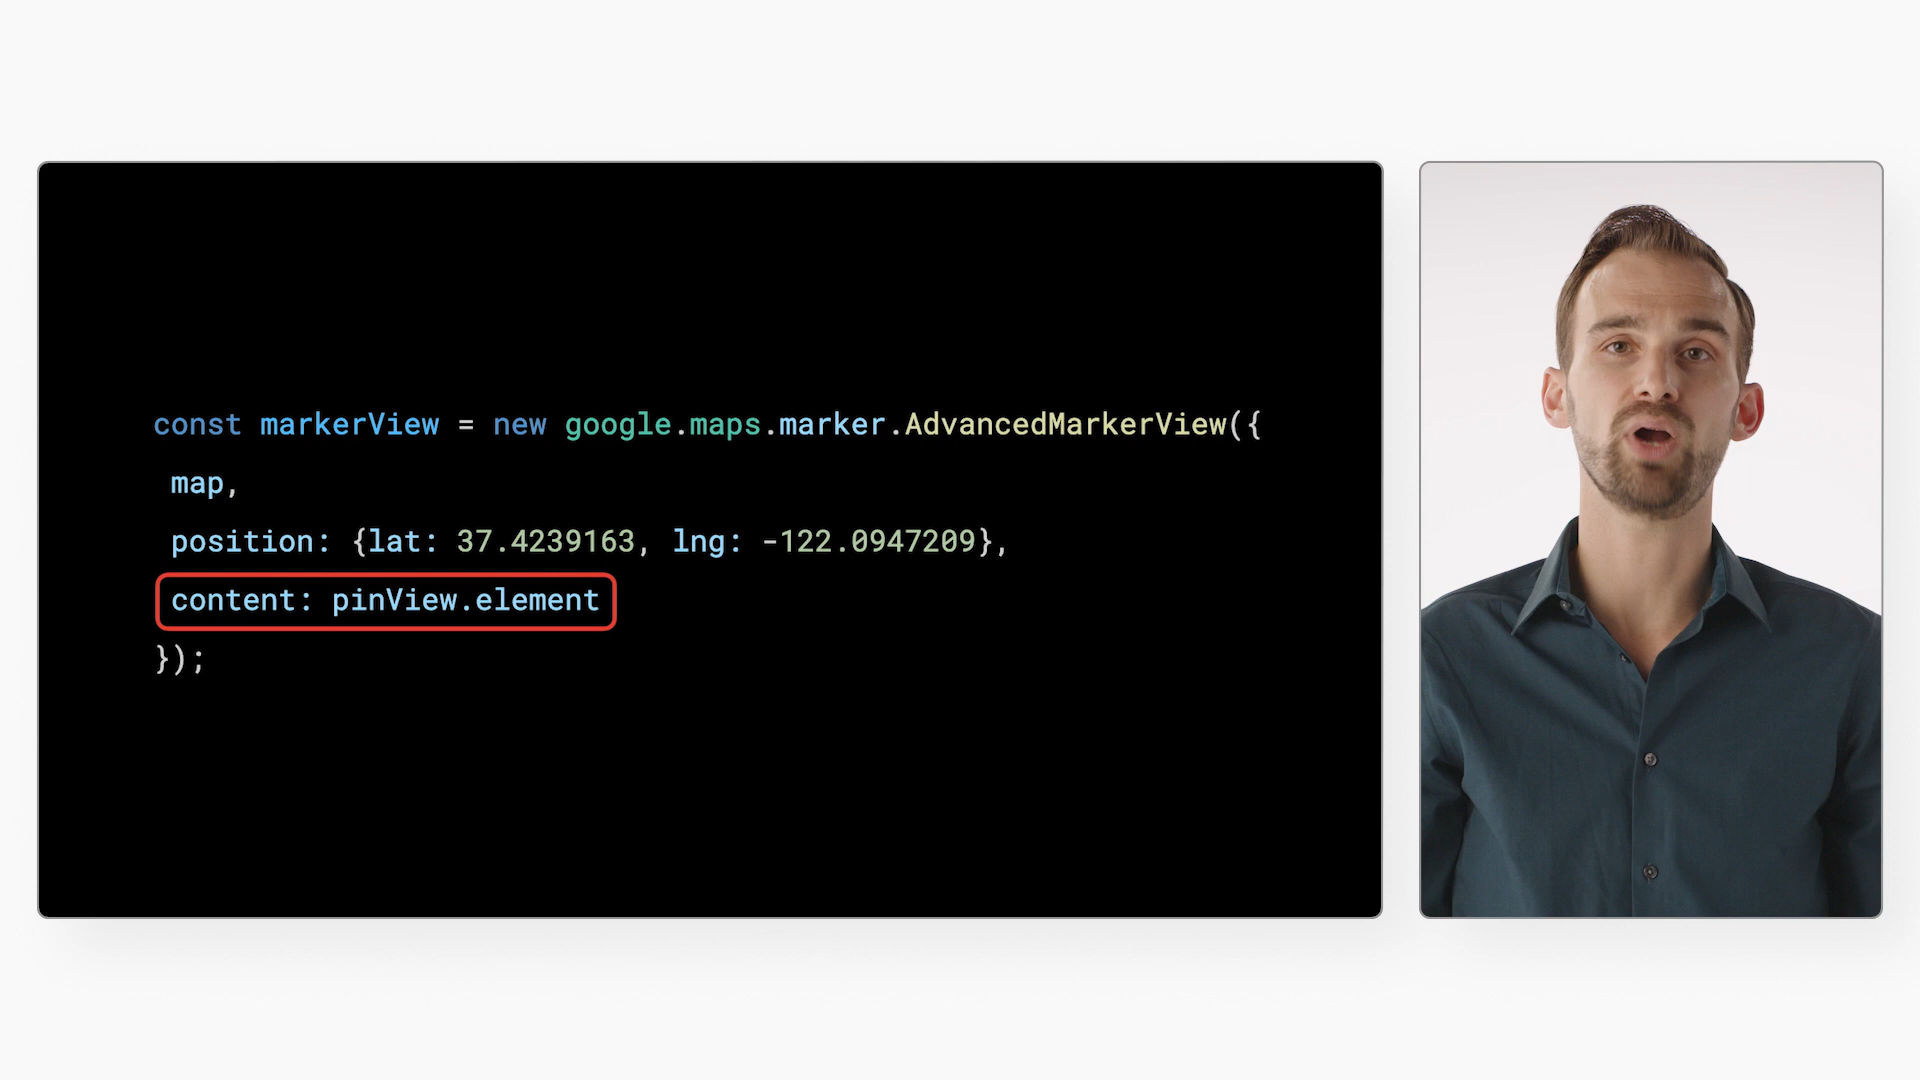 const markerView = new google.maps.marker.AdvancedMarkerView({
map,
position: {lat: 37.4239163, lng: -122.0947209},
content: pinView.element
});